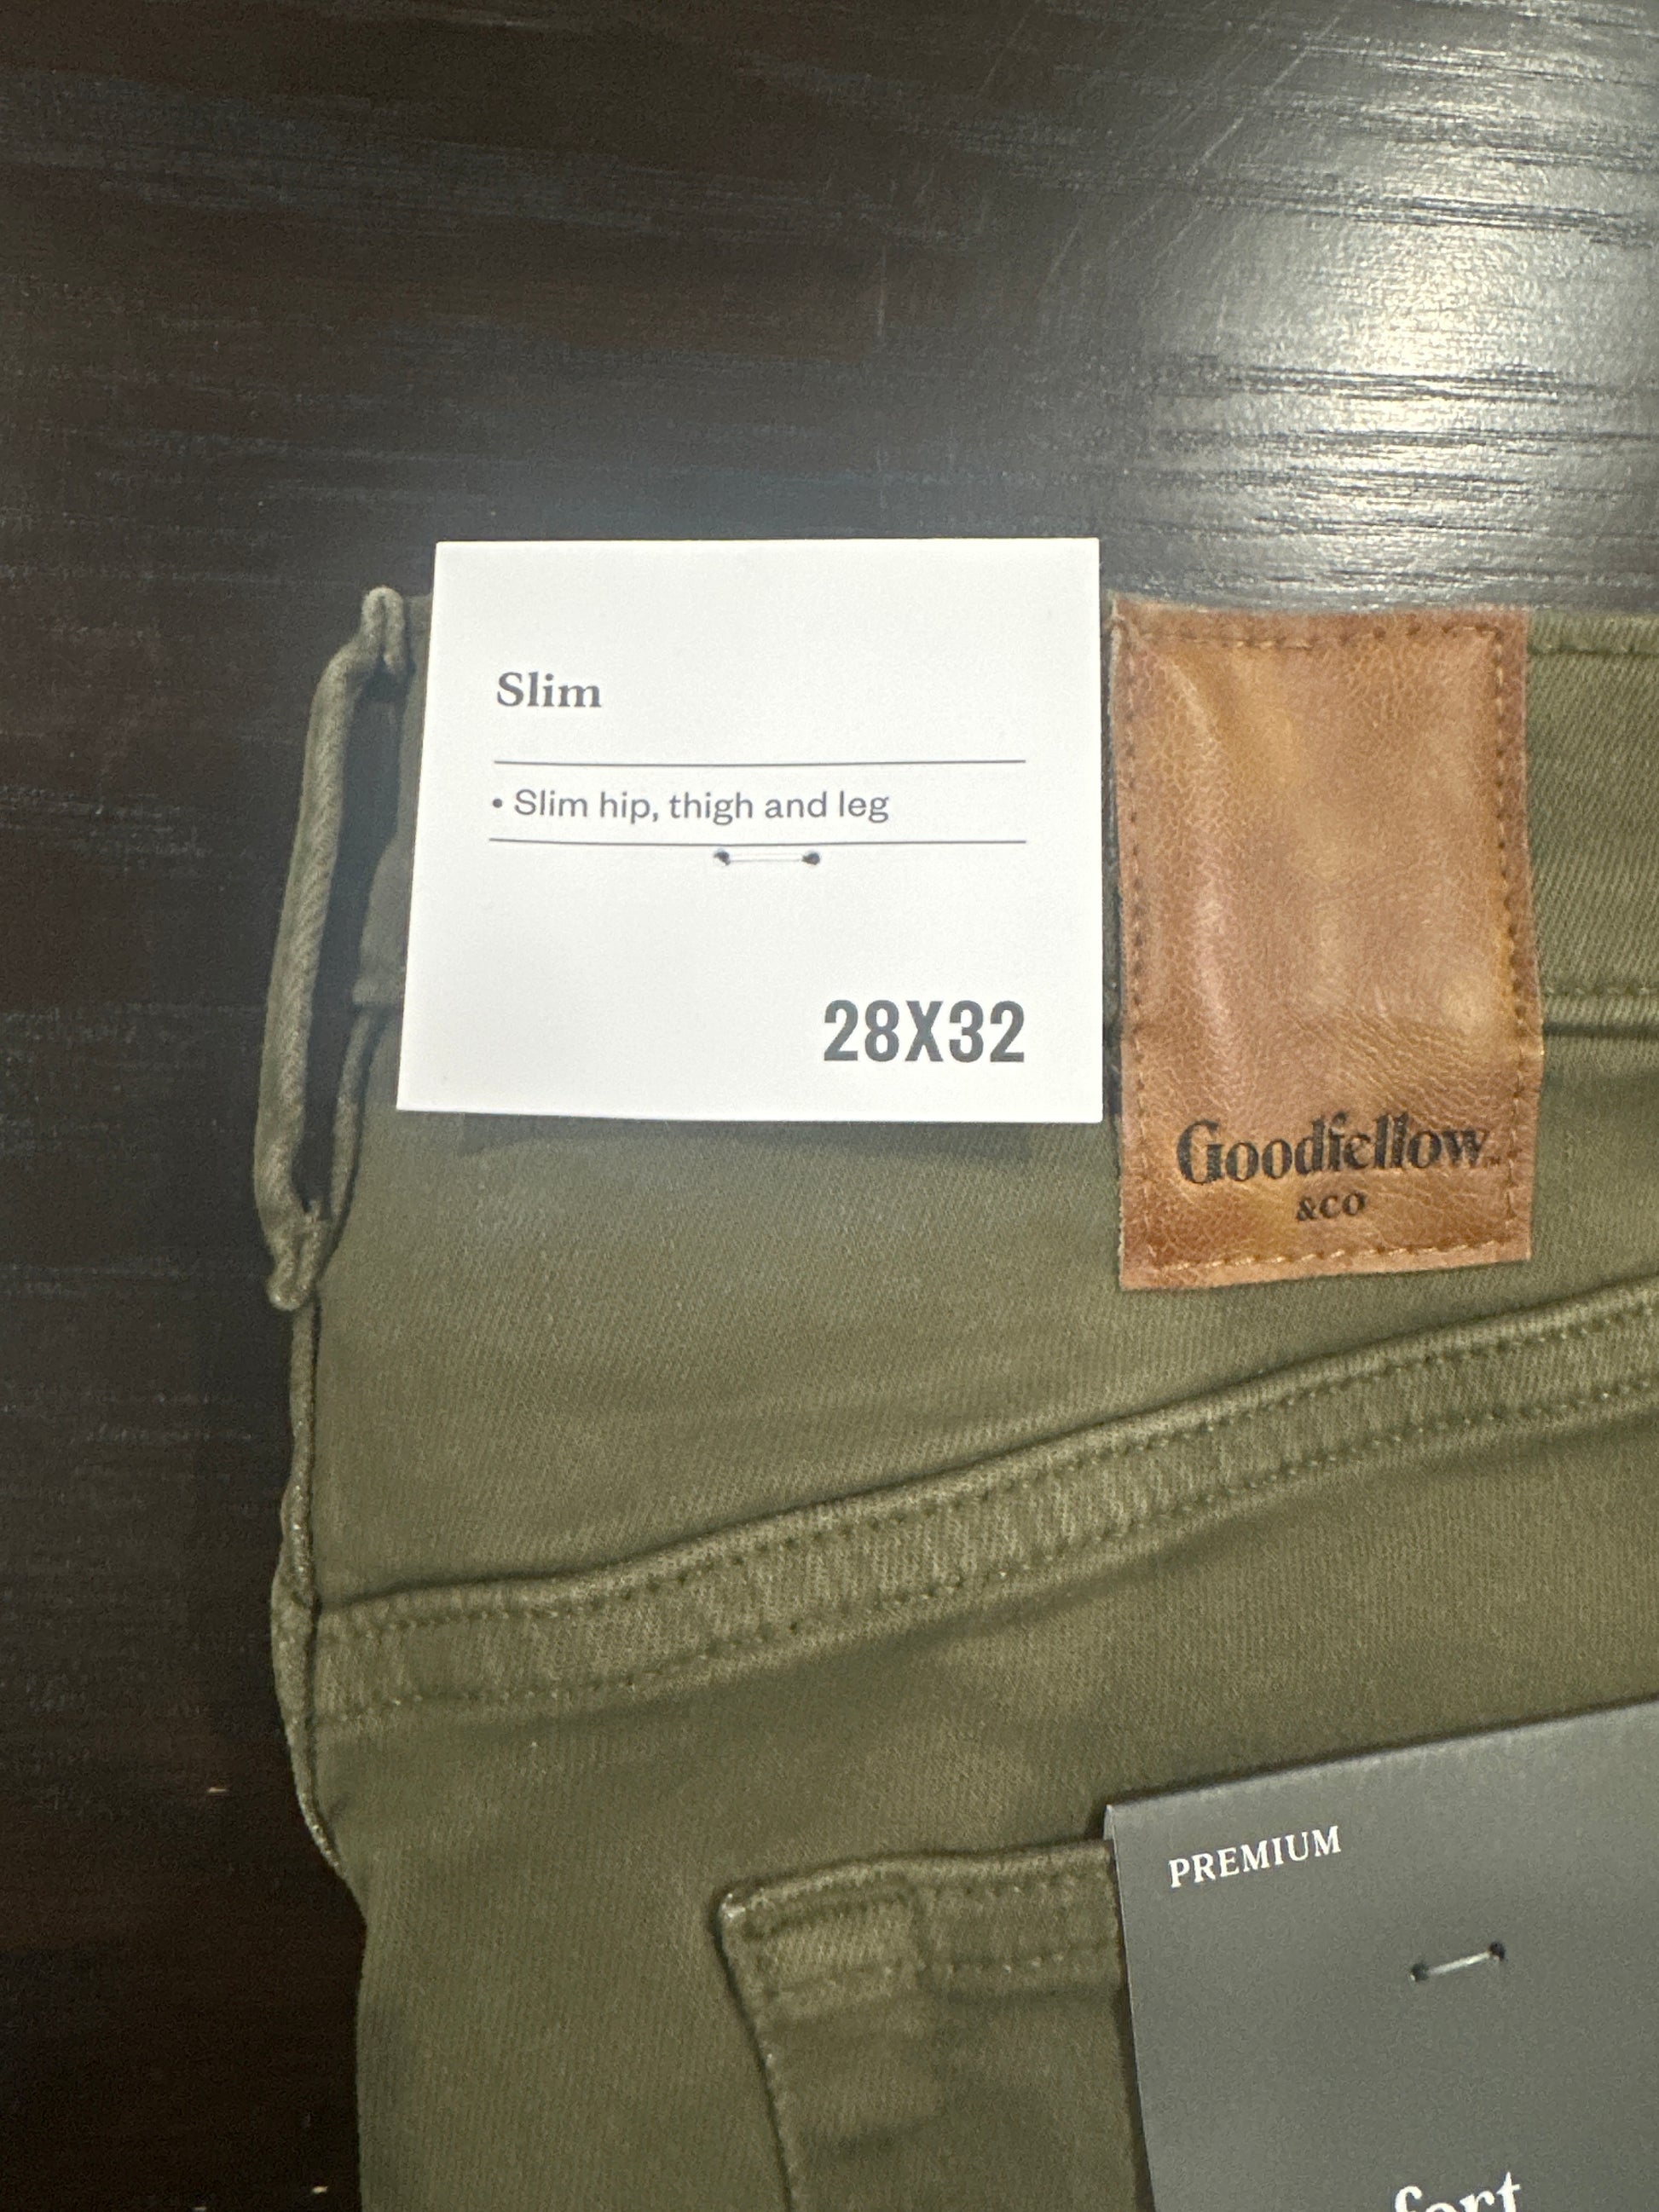 Slim
• Slim hip, thigh and leg
28X32
Goodfellow
&CO
PREMIUM